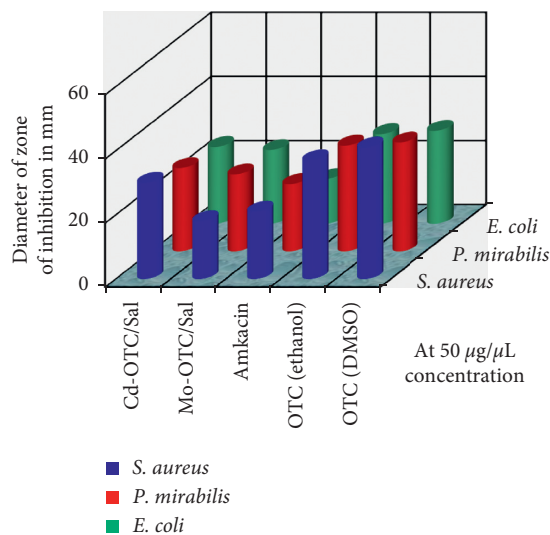 60
40
20
0
Diameter of zone
of inhibition in mm
E. coli
P. mirabilis
S. aureus
Cd-OTC/Sal
Mo-OTC/Sal
Amkacin
OTC (ethanol)
OTC (DMSO)
At 50 µg/µL
concentration
S. aureus
P. mirabilis
E. coli